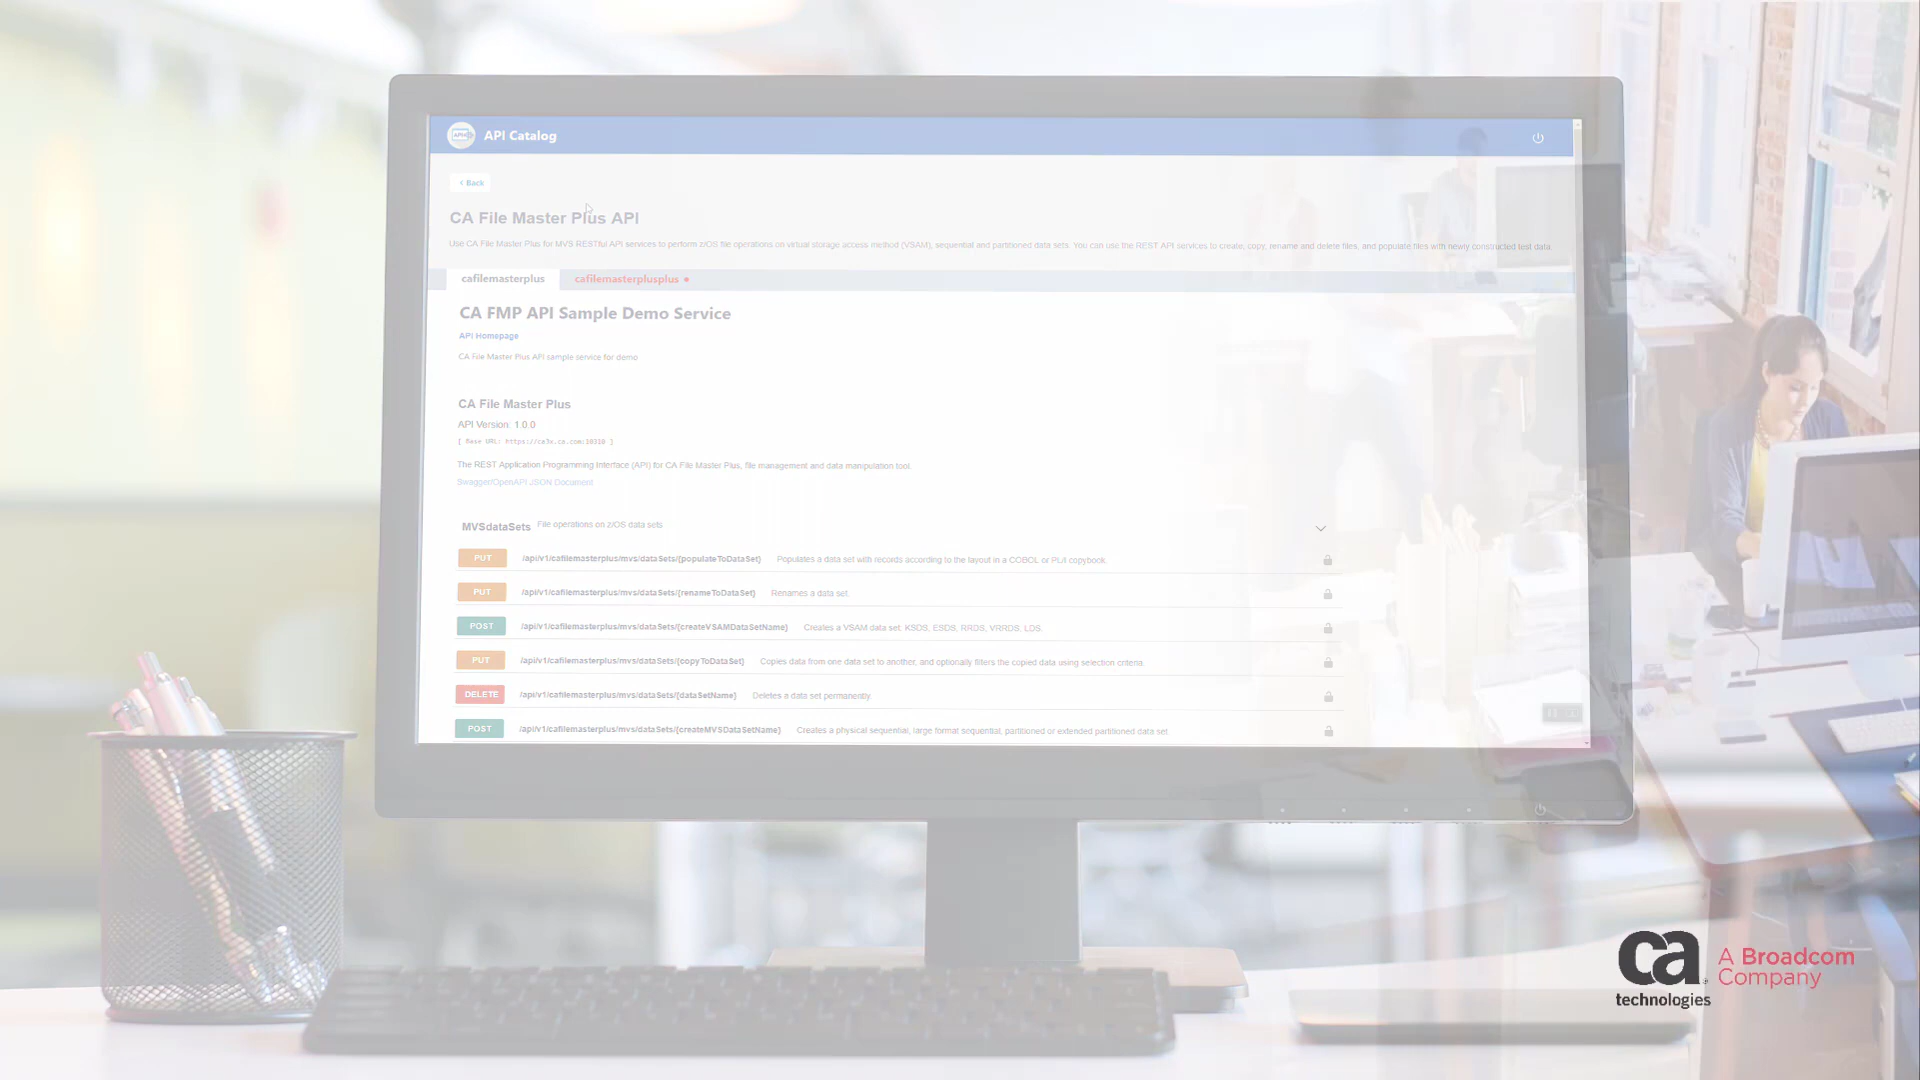 API Catalog
< Back
CA File Master Plus API
Use CA File Master Plus for MVS RESTful API services to perform z/OS file operations on virtual storage access method (VSAM), sequential and partitioned data sets. You can use the REST API services to create, copy, rename and delete files, and populate files with newly constructed test data.
cafilemasterplus
cafilemasterplusplus
CA FMP API Sample Demo Service
API Homepage
CA File Master Plus API sample service for demo
CA File Master Plus
API Version: 1.0.0
[ Base URL: https://ca3x.ca.com:10310 ]
The REST Application Programming Interface (API) for CA File Master Plus, file management and data manipulation tool.
Swagger/OpenAPI JSON Document
MVSdataSets File operations on z/OS data sets
PUT /api/v1/cafilemasterplus/mvs/dataSets/{populateToDataSet} Populates a data set with records according to the layout in a COBOL or PL/I copybook.
PUT /api/v1/cafilemasterplus/mvs/dataSets/{renameToDataSet} Renames a data set.
POST /api/v1/cafilemasterplus/mvs/dataSets/{createVSAMDataSetName} Creates a VSAM data set: KSDS, ESDS, RRDS, VRRDS, LDS.
PUT /api/v1/cafilemasterplus/mvs/dataSets/{copyToDataSet} Copies data from one data set to another, and optionally filters the copied data using selection criteria
DELETE /api/v1/cafilemasterplus/mvs/dataSets/{dataSetName} Deletes a data set permanently.
POST /api/v1/cafilemasterplus/mvs/dataSets/{createMVSDataSetName} Creates a physical sequential, large format sequential, partitioned or extended partitioned data set.
ca technologies
A Broadcom Company